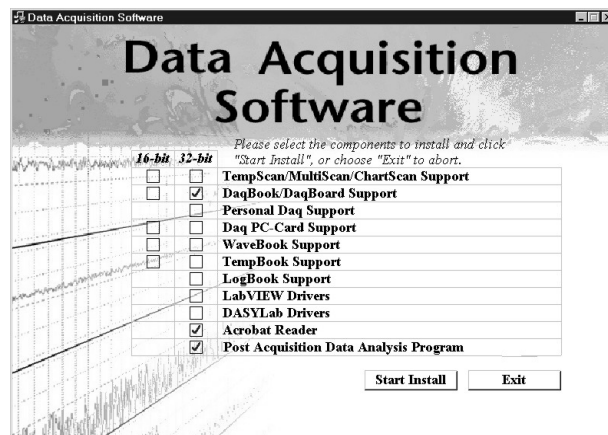 Data Acquisition Software
Data Acquisition
Software
Please select the components to install and click
"Start Install", or choose "Exit" to abort.
16-bit 32-bit
TempScan/MultiScan/ChartScan Support
DaqBook/DaqBoard Support
Personal Daq Support
Daq PC-Card Support
WaveBook Support
TempBook Support
LogBook Support
LabVIEW Drivers
DASYLab Drivers
Acrobat Reader
Post Acquisition Data Analysis Program
Start Install Exit